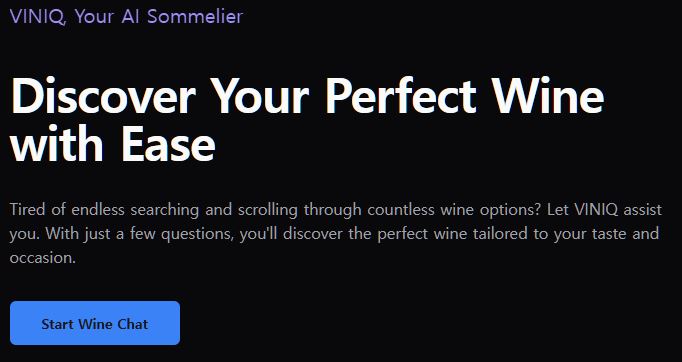 VINIQ, Your AI Sommelier
Discover Your Perfect Wine
with Ease
Tired of endless searching and scrolling through countless wine options? Let VINIQ assist
you. With just a few questions, you'll discover the perfect wine tailored to your taste and
occasion.
Start Wine Chat